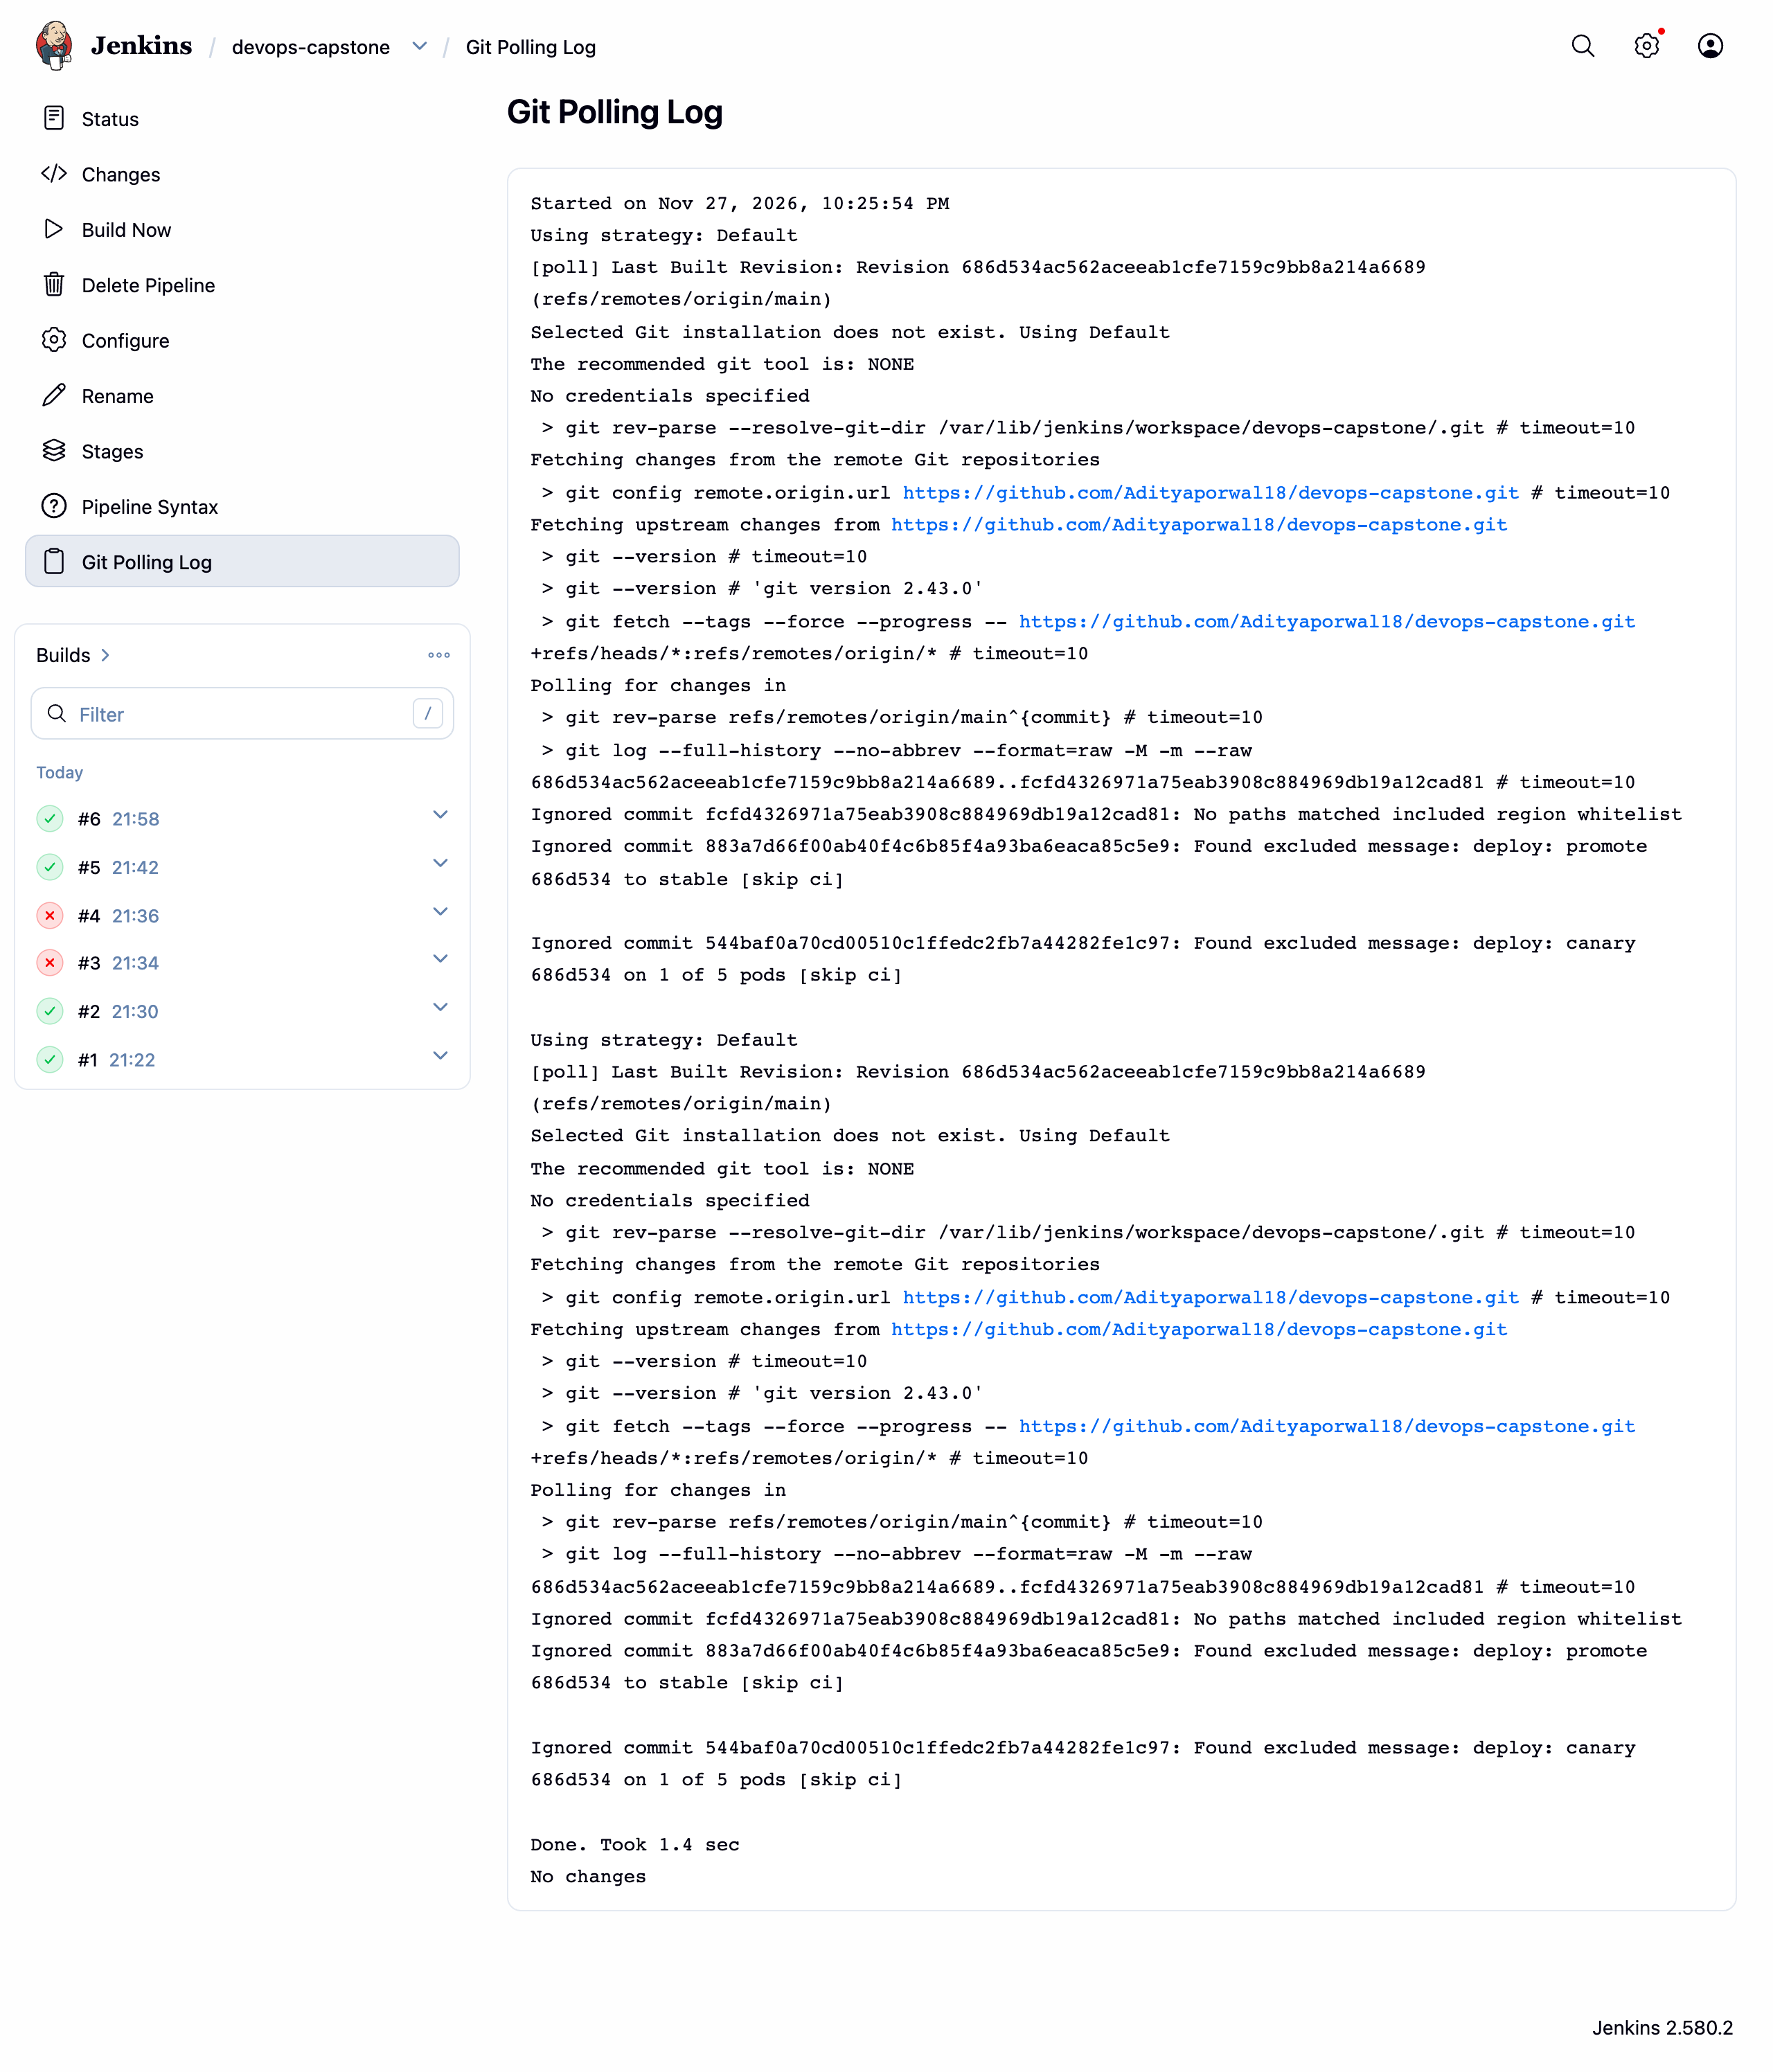 Jenkins / devops-capstone / Git Polling Log
Status
Changes
Build Now
Delete Pipeline
Configure
Rename
Stages
Pipeline Syntax
Git Polling Log
Builds
Filter /
Today
#6 21:58
#5 21:42
#4 21:36
#3 21:34
#2 21:30
#1 21:22
Git Polling Log
Started on Nov 27, 2026, 10:25:54 PM
Using strategy: Default
[poll] Last Built Revision: Revision 686d534ac562aceeab1cfe7159c9bb8a214a6689
(refs/remotes/origin/main)
Selected Git installation does not exist. Using Default
The recommended git tool is: NONE
No credentials specified
> git rev-parse --resolve-git-dir /var/lib/jenkins/workspace/devops-capstone/.git # timeout=10
Fetching changes from the remote Git repositories
> git config remote.origin.url https://github.com/Adityaporwal18/devops-capstone.git # timeout=10
Fetching upstream changes from https://github.com/Adityaporwal18/devops-capstone.git
> git --version # timeout=10
> git --version # 'git version 2.43.0'
> git fetch --tags --force --progress -- https://github.com/Adityaporwal18/devops-capstone.git
+refs/heads/*:refs/remotes/origin/* # timeout=10
Polling for changes in
> git rev-parse refs/remotes/origin/main^{commit} # timeout=10
> git log --full-history --no-abbrev --format=raw -M -m --raw
686d534ac562aceeab1cfe7159c9bb8a214a6689..fcfd4326971a75eab3908c884969db19a12cad81 # timeout=10
Ignored commit fcfd4326971a75eab3908c884969db19a12cad81: No paths matched included region whitelist
Ignored commit 883a7d66f00ab40f4c6b85f4a93ba6eaca85c5e9: Found excluded message: deploy: promote
686d534 to stable [skip ci]
Ignored commit 544baf0a70cd00510c1ffedc2fb7a44282fe1c97: Found excluded message: deploy: canary
686d534 on 1 of 5 pods [skip ci]
Using strategy: Default
[poll] Last Built Revision: Revision 686d534ac562aceeab1cfe7159c9bb8a214a6689
(refs/remotes/origin/main)
Selected Git installation does not exist. Using Default
The recommended git tool is: NONE
No credentials specified
> git rev-parse --resolve-git-dir /var/lib/jenkins/workspace/devops-capstone/.git # timeout=10
Fetching changes from the remote Git repositories
> git config remote.origin.url https://github.com/Adityaporwal18/devops-capstone.git # timeout=10
Fetching upstream changes from https://github.com/Adityaporwal18/devops-capstone.git
> git --version # timeout=10
> git --version # 'git version 2.43.0'
> git fetch --tags --force --progress -- https://github.com/Adityaporwal18/devops-capstone.git
+refs/heads/*:refs/remotes/origin/* # timeout=10
Polling for changes in
> git rev-parse refs/remotes/origin/main^{commit} # timeout=10
> git log --full-history --no-abbrev --format=raw -M -m --raw
686d534ac562aceeab1cfe7159c9bb8a214a6689..fcfd4326971a75eab3908c884969db19a12cad81 # timeout=10
Ignored commit fcfd4326971a75eab3908c884969db19a12cad81: No paths matched included region whitelist
Ignored commit 883a7d66f00ab40f4c6b85f4a93ba6eaca85c5e9: Found excluded message: deploy: promote
686d534 to stable [skip ci]
Ignored commit 544baf0a70cd00510c1ffedc2fb7a44282fe1c97: Found excluded message: deploy: canary
686d534 on 1 of 5 pods [skip ci]
Done. Took 1.4 sec
No changes
Jenkins 2.580.2